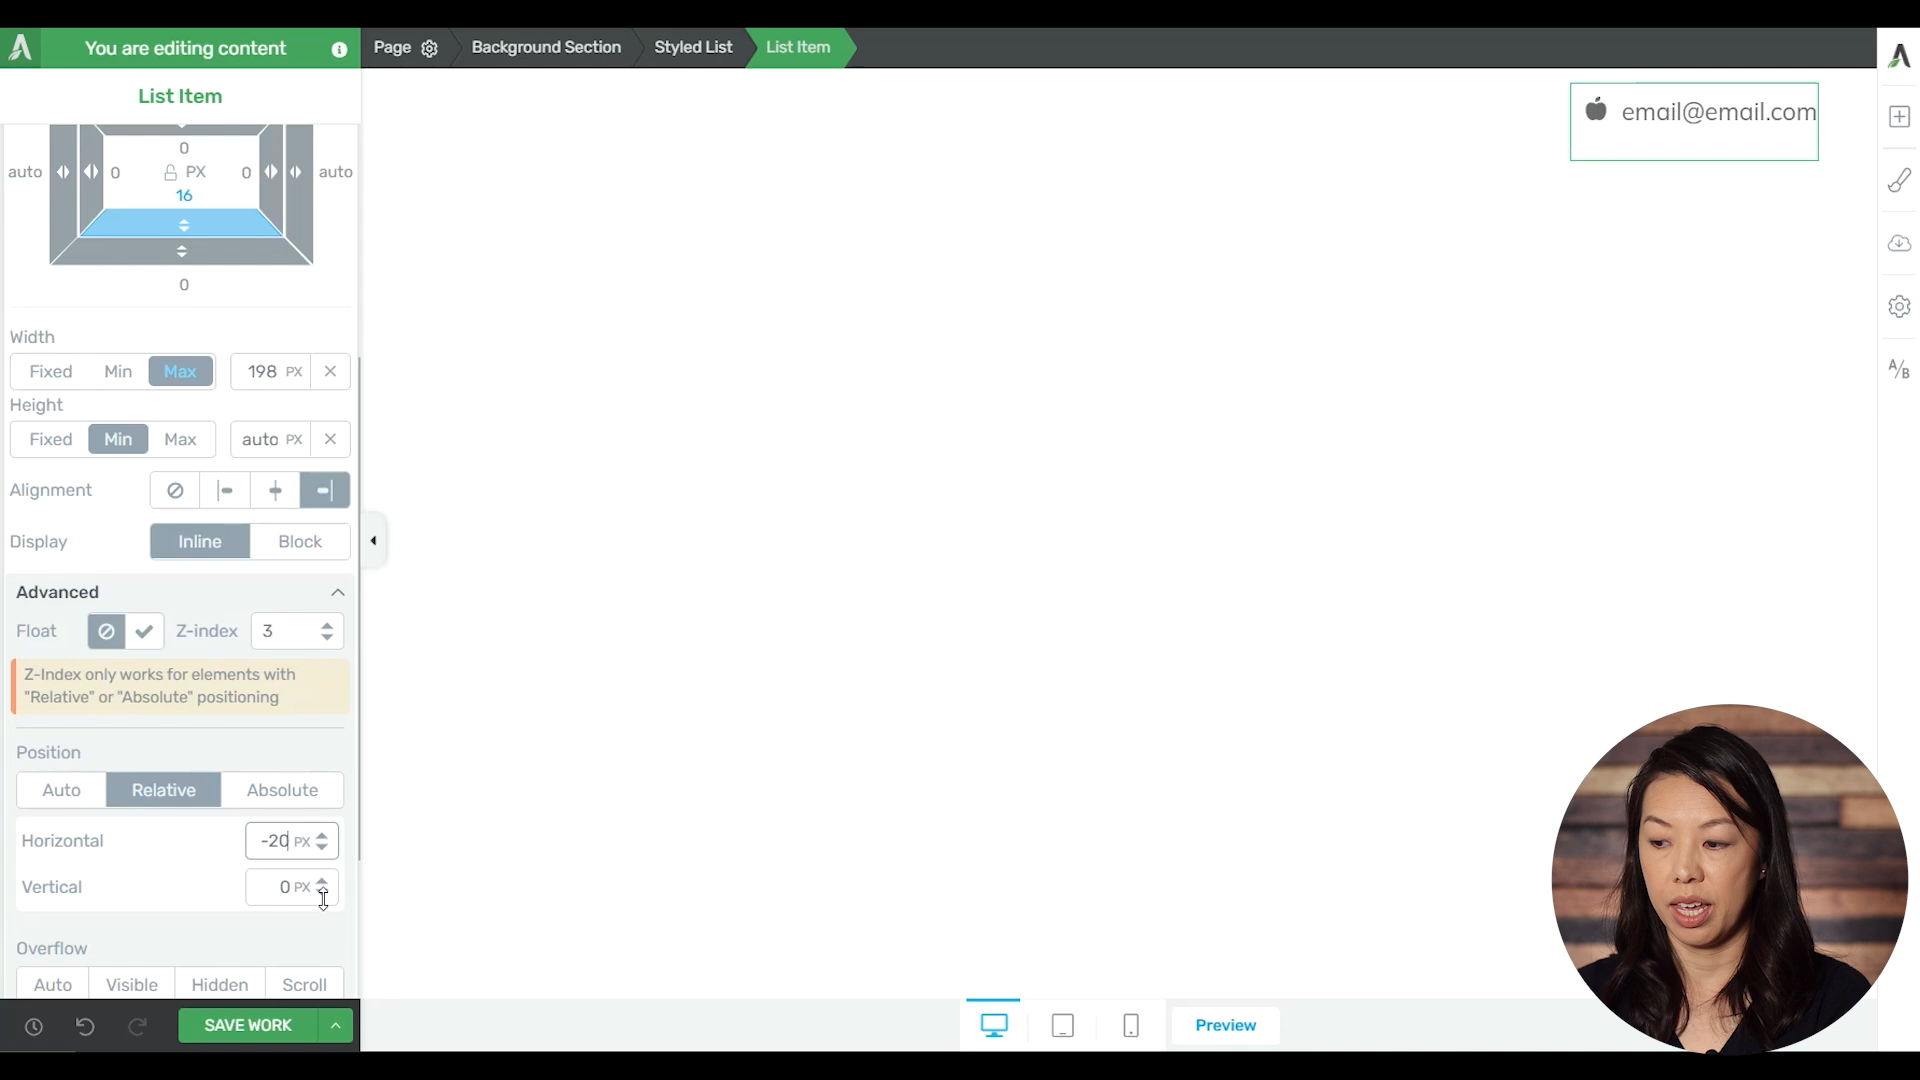 You are editing content
Page
Background Section
Styled List
List Item
List Item
email@email.com
0
auto
0
PX
0
auto
16
0
Width
Fixed
Min
Max
198 PX
Height
Fixed
Min
Max
auto PX
Alignment
Display
Inline
Block
Advanced
Float
Z-index
3
Z-Index only works for elements with
"Relative" or "Absolute" positioning
Position
Auto
Relative
Absolute
Horizontal
-20 PX
Vertical
0 PX
Overflow
Auto
Visible
Hidden
Scroll
SAVE WORK
Preview
A/B